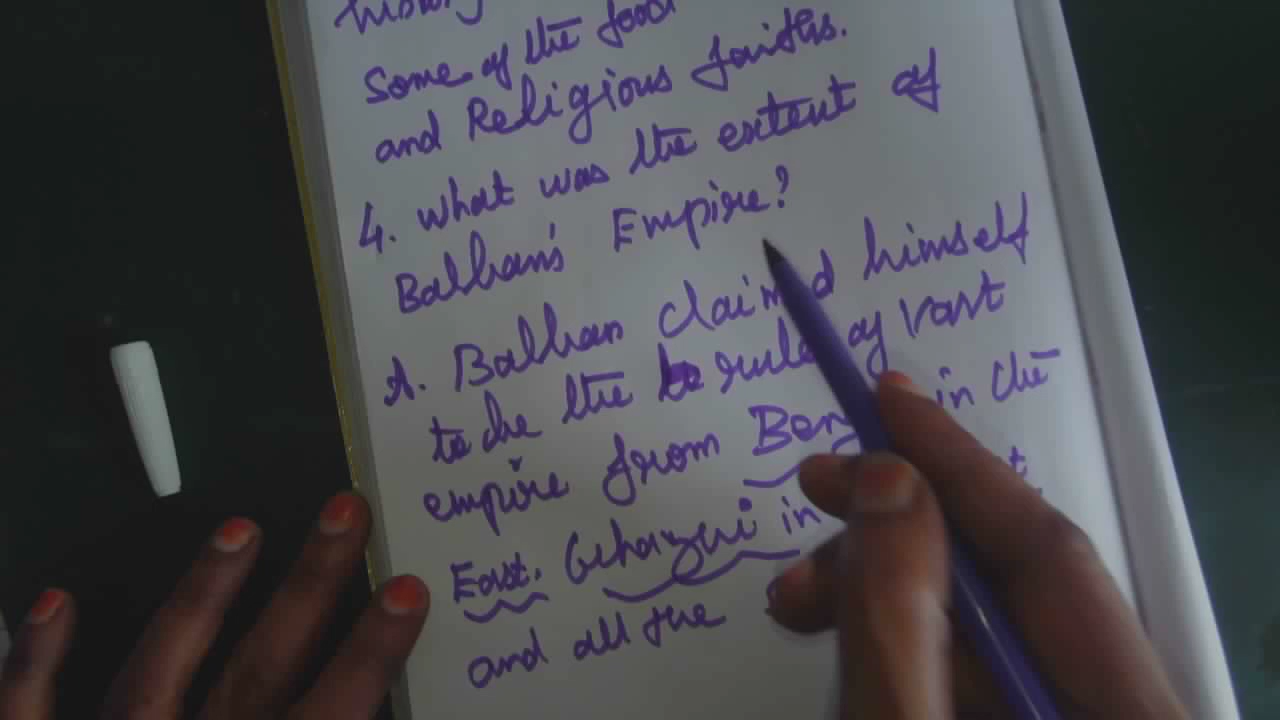 history
Some of the food
and Religious faiths.
4. What was the extent of
Balban's Empire?
A. Balban claimed himself
to be the ruler of vast
empire from in the
East. Ghazni in
and all the